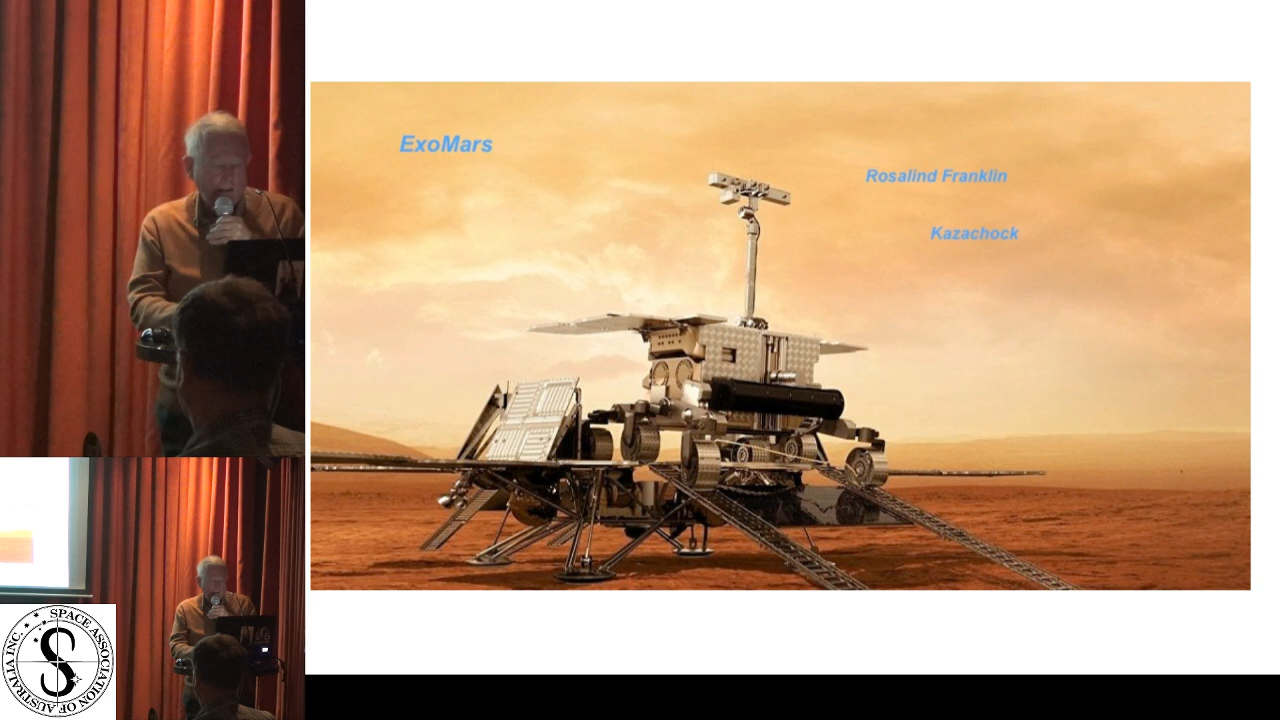 ExoMars
Rosalind Franklin
Kazachock
SPACE ASSOCIATION OF AUSTRALIA INC.
S